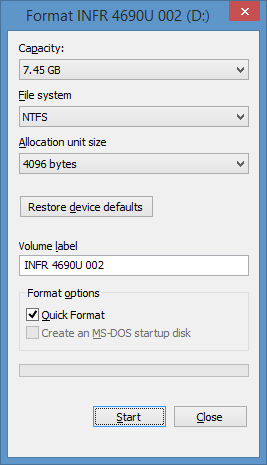 Format INFR 4690U 002 (D:)
Capacity:
7.45 GB
File system
NTFS
Allocation unit size
4096 bytes
Restore device defaults
Volume label
INFR 4690U 002
Format options
Quick Format
Create an MS-DOS startup disk
Start Close